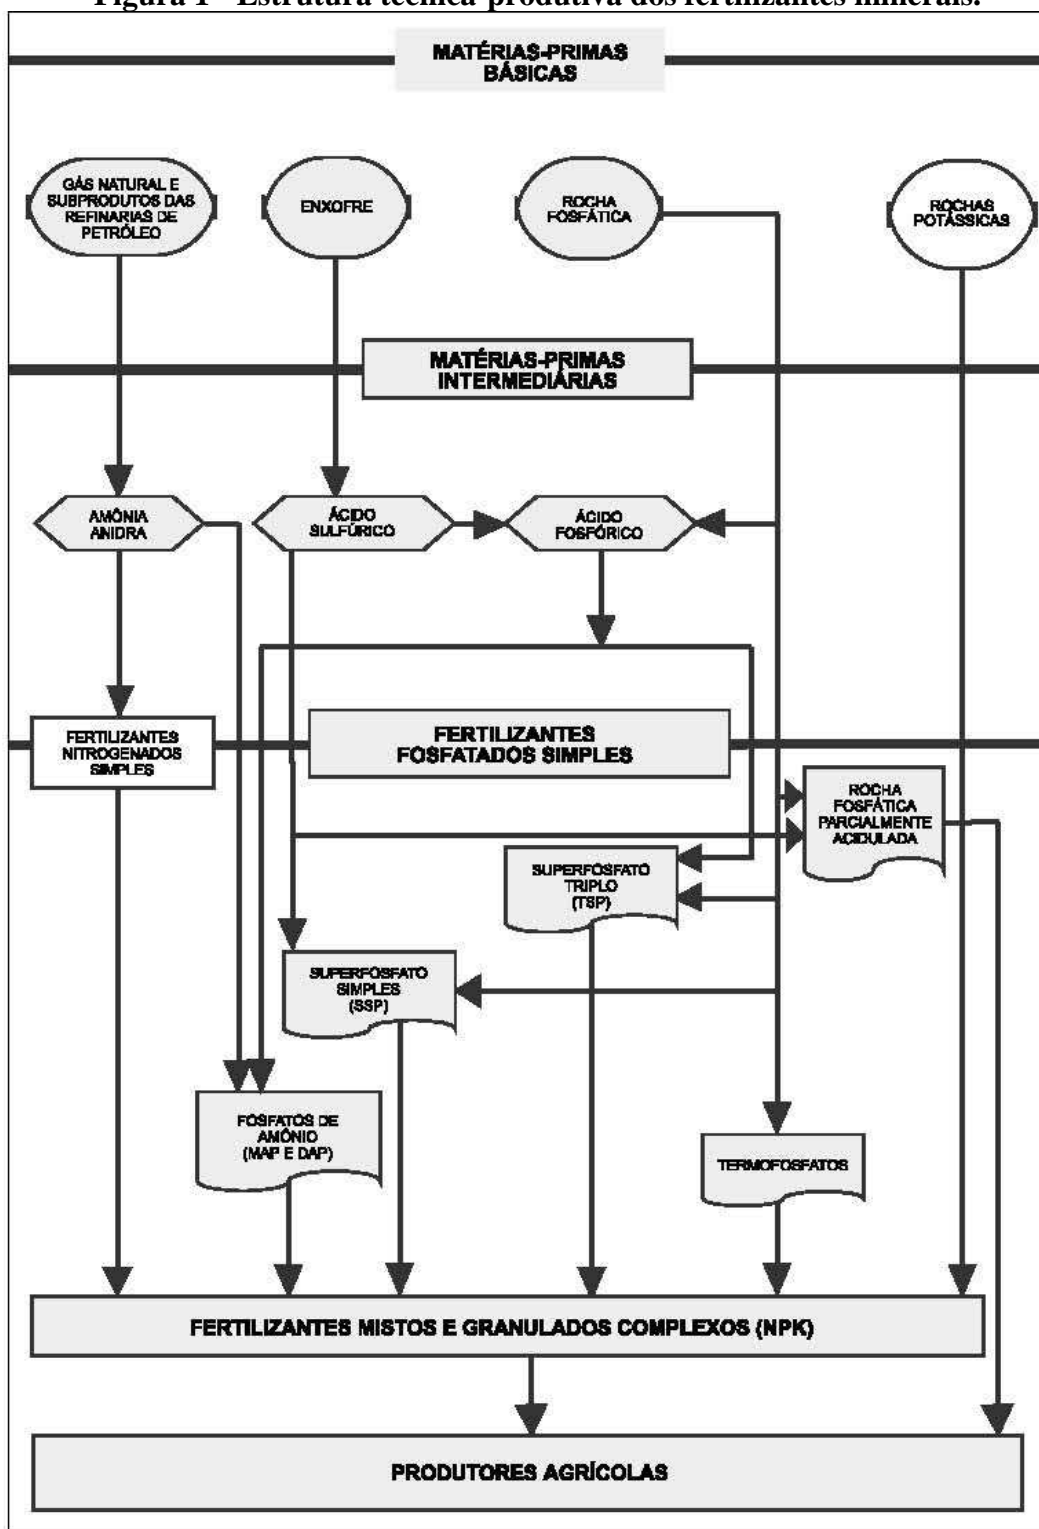 Figura 1 - Estrutura técnica-produtiva dos fertilizantes minerais.
MATÉRIAS-PRIMAS
BÁSICAS
GÁS NATURAL E
SUBPRODUTOS DAS
REFINARIAS DE
PETRÓLEO
ENXOFRE
ROCHA
FOSFÁTICA
ROCHAS
POTÁSSICAS
MATÉRIAS-PRIMAS
INTERMEDIÁRIAS
AMÔNIA
ANIDRA
ÁCIDO
SULFÚRICO
ÁCIDO
FOSFÓRICO
FERTILIZANTES
NITROGENADOS
SIMPLES
FERTILIZANTES
FOSFATADOS SIMPLES
ROCHA
FOSFÁTICA
PARCIALMENTE
ACIDULADA
SUPERFOSFATO
TRIPLO
(TSP)
SUPERFOSFATO
SIMPLES
(SSP)
FOSFATOS DE
AMÔNIO
(MAP E DAP)
TERMOFOSFATOS
FERTILIZANTES MISTOS E GRANULADOS COMPLEXOS (NPK)
PRODUTORES AGRÍCOLAS